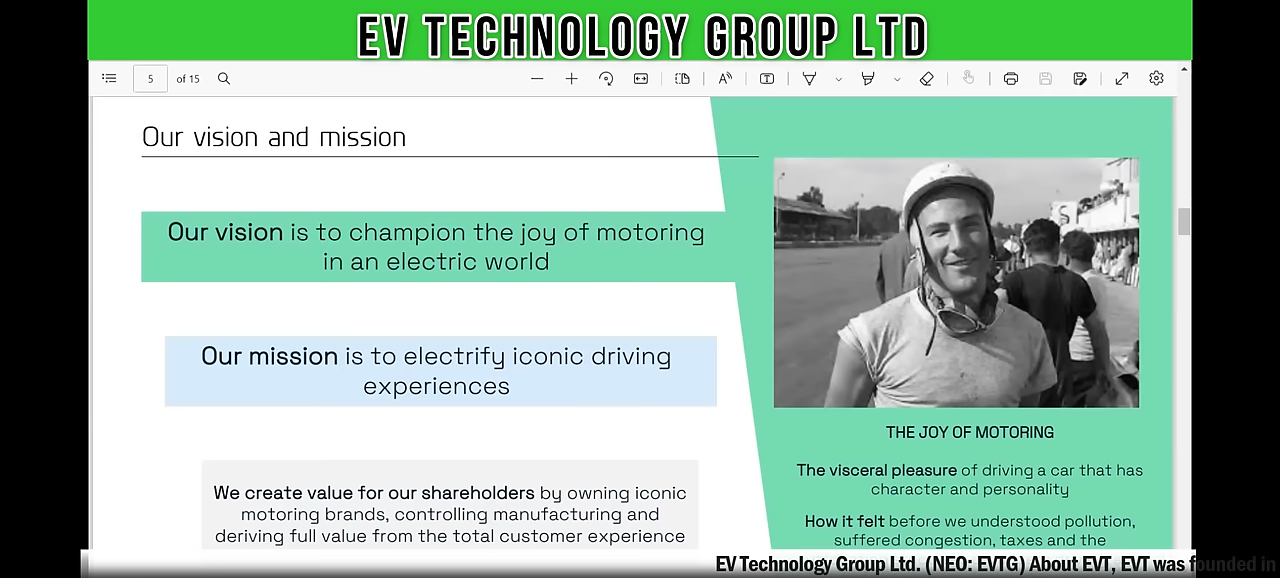 EV TECHNOLOGY GROUP LTD
5 of 15
Our vision and mission
Our vision is to champion the joy of motoring
in an electric world
Our mission is to electrify iconic driving
experiences
We create value for our shareholders by owning iconic
motoring brands, controlling manufacturing and
deriving full value from the total customer experience
THE JOY OF MOTORING
The visceral pleasure of driving a car that has
character and personality
How it felt before we understood pollution,
suffered congestion, taxes and the
EV Technology Group Ltd. (NEO: EVTG) About EVT, EVT was founded in